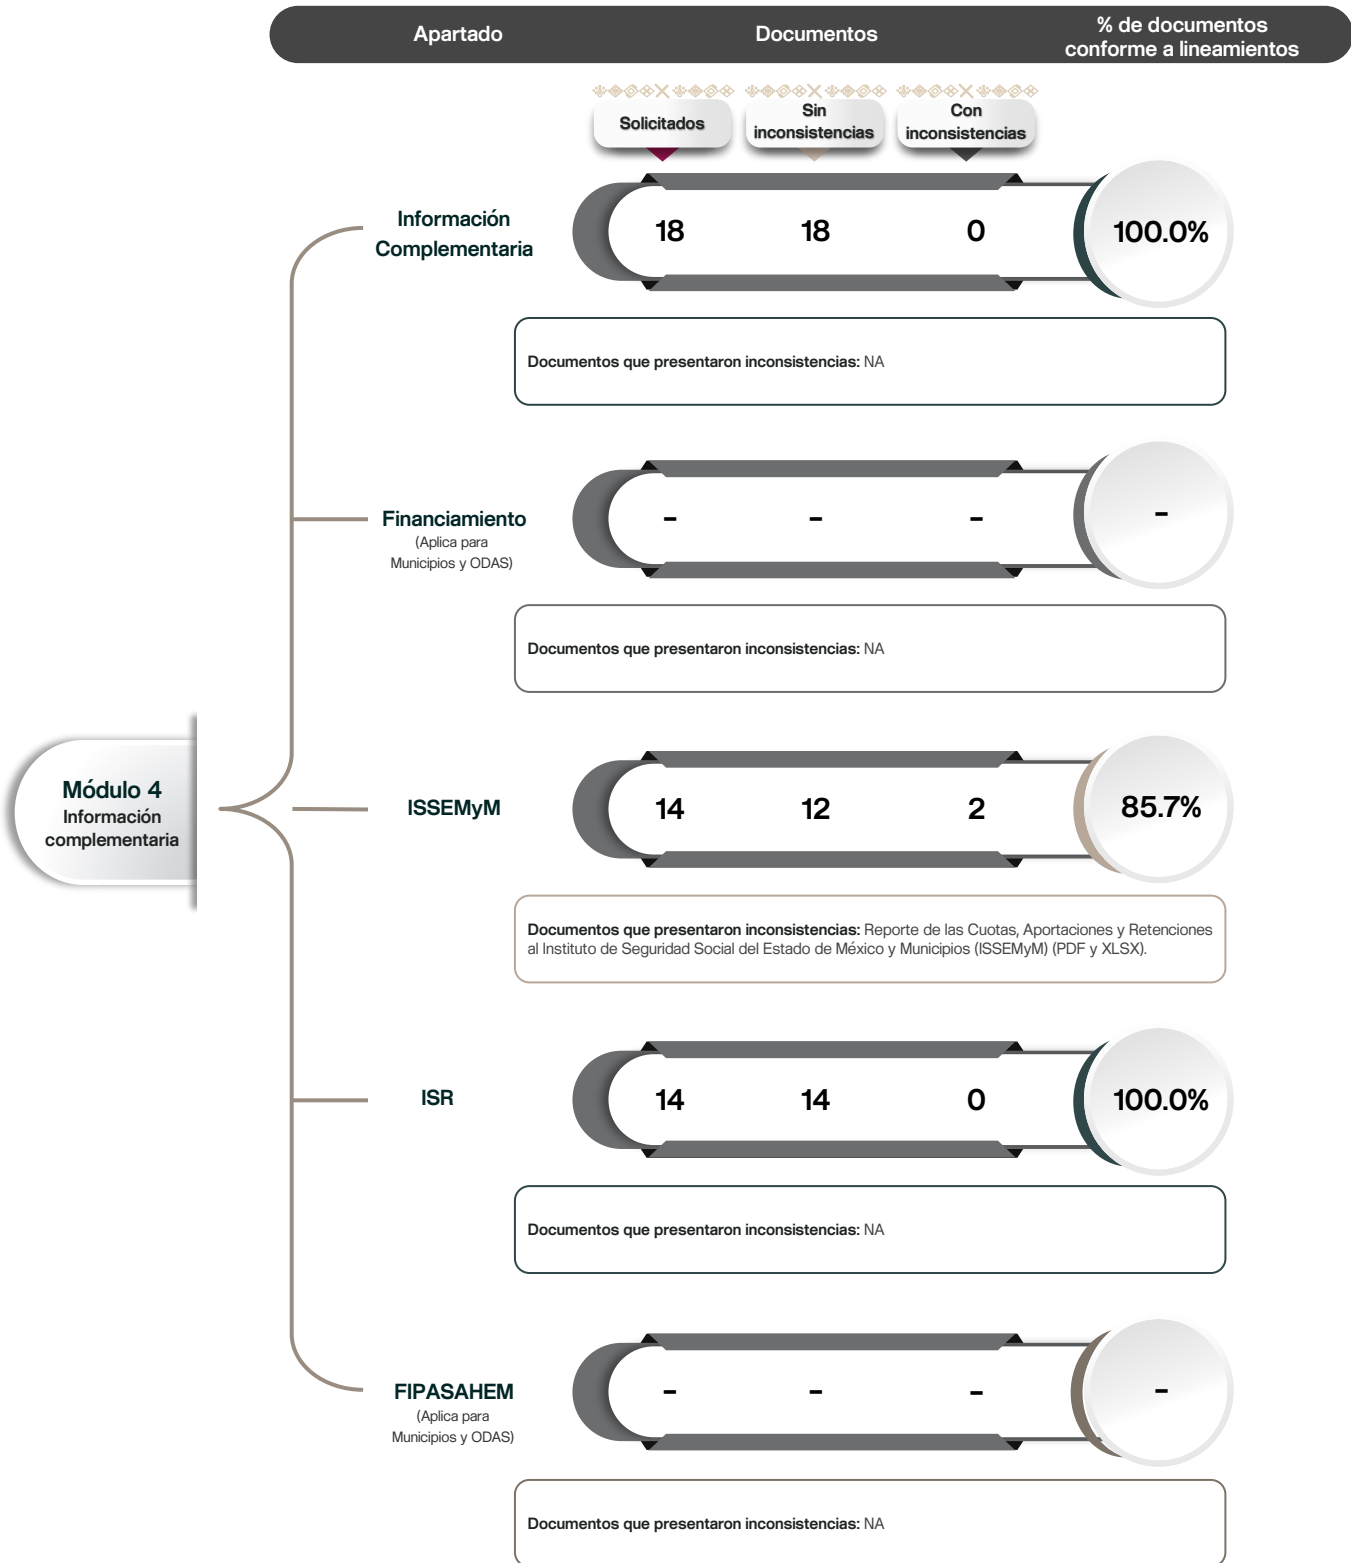 Apartado
Documentos
% de documentos
conforme a lineamientos
Solicitados
Sin
inconsistencias
Con
inconsistencias
Información
Complementaria
18 18 0 100.0%
Documentos que presentaron inconsistencias: NA
Financiamiento
(Aplica para
Municipios y ODAS)
- - - -
Documentos que presentaron inconsistencias: NA
Módulo 4
Información
complementaria
ISSEMyM
14 12 2 85.7%
Documentos que presentaron inconsistencias: Reporte de las Cuotas, Aportaciones y Retenciones
al Instituto de Seguridad Social del Estado de México y Municipios (ISSEMyM) (PDF y XLSX).
ISR
14 14 0 100.0%
Documentos que presentaron inconsistencias: NA
FIPASAHEM
(Aplica para
Municipios y ODAS)
- - - -
Documentos que presentaron inconsistencias: NA